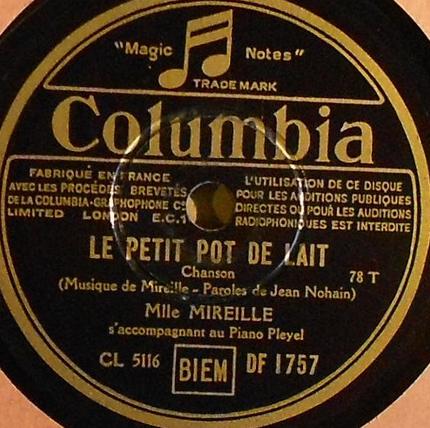 "Magic Notes"
TRADE MARK
Columbia
FABRIQUÉ EN FRANCE
AVEC LES PROCÉDÉS BREVETÉS
DE LA COLUMBIA-GRAPHOPHONE Co
LIMITED LONDON E.C.1
L'UTILISATION DE CE DISQUE
POUR LES AUDITIONS PUBLIQUES
DIRECTES OU POUR LES AUDITIONS
RADIOPHONIQUES EST INTERDITE
LE PETIT POT DE LAIT
Chanson 78 T
(Musique de Mireille - Paroles de Jean Nohain)
Mlle MIREILLE
s'accompagnant au Piano Pleyel
CL 5116 BIEM DF 1757